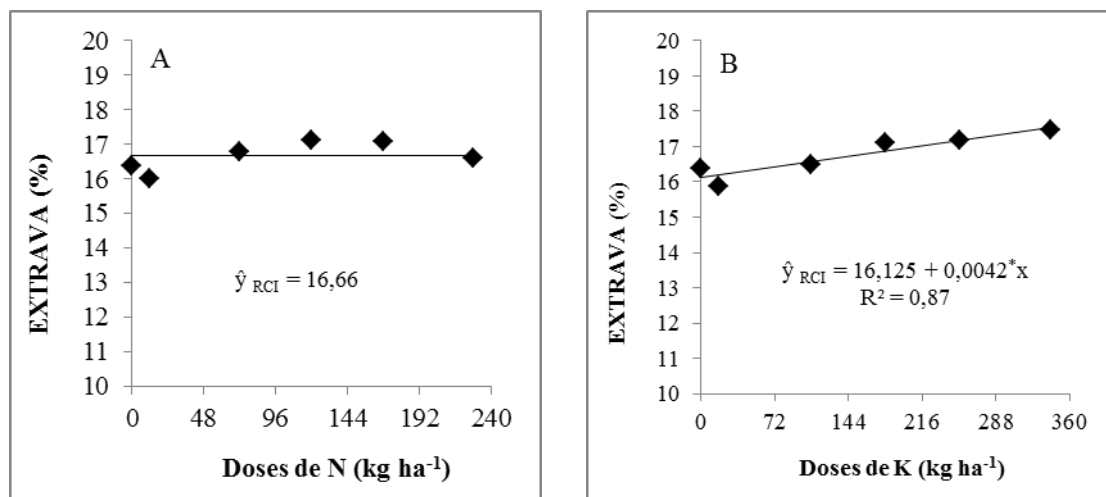 A
EXTRAVA (%)
20
19
18
17
16
15
14
13
12
11
10
ŷ RCI = 16,66
0 48 96 144 192 240
Doses de N (kg ha⁻¹)
B
EXTRAVA (%)
20
19
18
17
16
15
14
13
12
11
10
ŷ RCI = 16,125 + 0,0042*x
R² = 0,87
0 72 144 216 288 360
Doses de K (kg ha⁻¹)